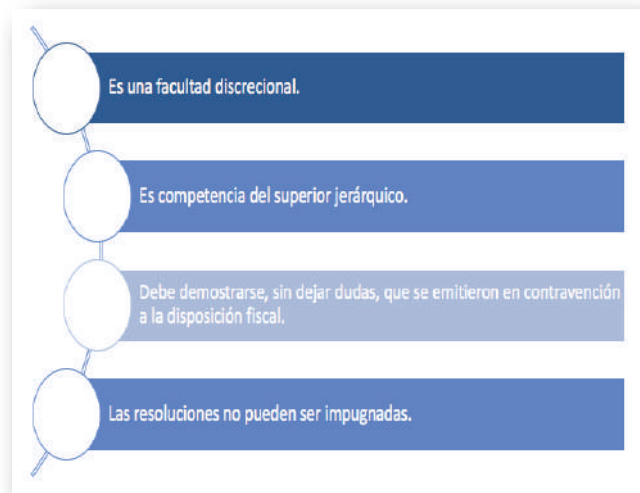 Es una facultad discrecional.
Es competencia del superior jerárquico.
Debe demostrarse, sin dejar dudas, que se emitieron en contravención
a la disposición fiscal.
Las resoluciones no pueden ser impugnadas.